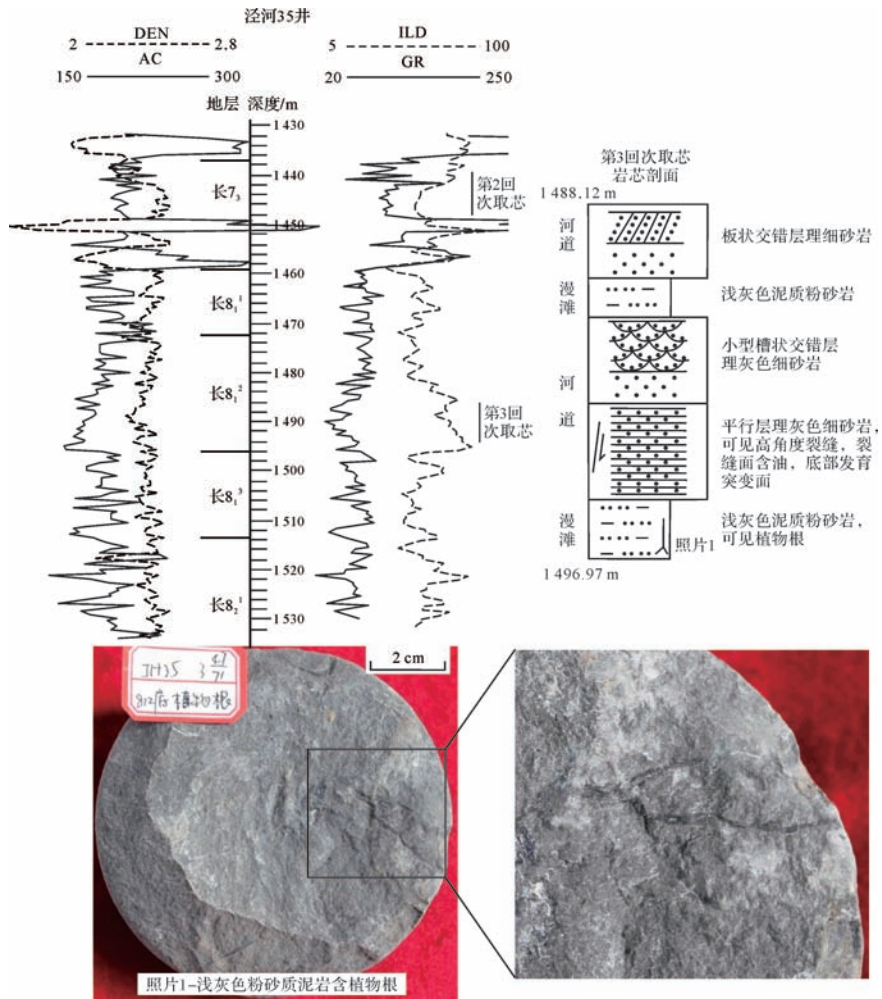 泾河35井
2 DEN 2.8
150 AC 300
5 ILD 100
20 GR 250
地层 深度/m
1 430
1 440
1 450
1 460
1 470
1 480
1 490
1 500
1 510
1 520
1 530
长7₃
长8₁¹
长8₁²
长8₁³
长8₂¹
第2回
次取芯
第3回
次取芯
第3回次取芯
岩芯剖面
1 488.12 m
河道
板状交错层理细砂岩
漫滩
浅灰色泥质粉砂岩
河道
小型槽状交错层
理灰色细砂岩
平行层理灰色细砂岩，
可见高角度裂缝，裂
缝面含油，底部发育
突变面
漫滩
浅灰色泥质粉砂岩，
可见植物根
照片1
1 496.97 m
2 cm
JH35 3 47/71
812底植物根
照片1-浅灰色粉砂质泥岩含植物根